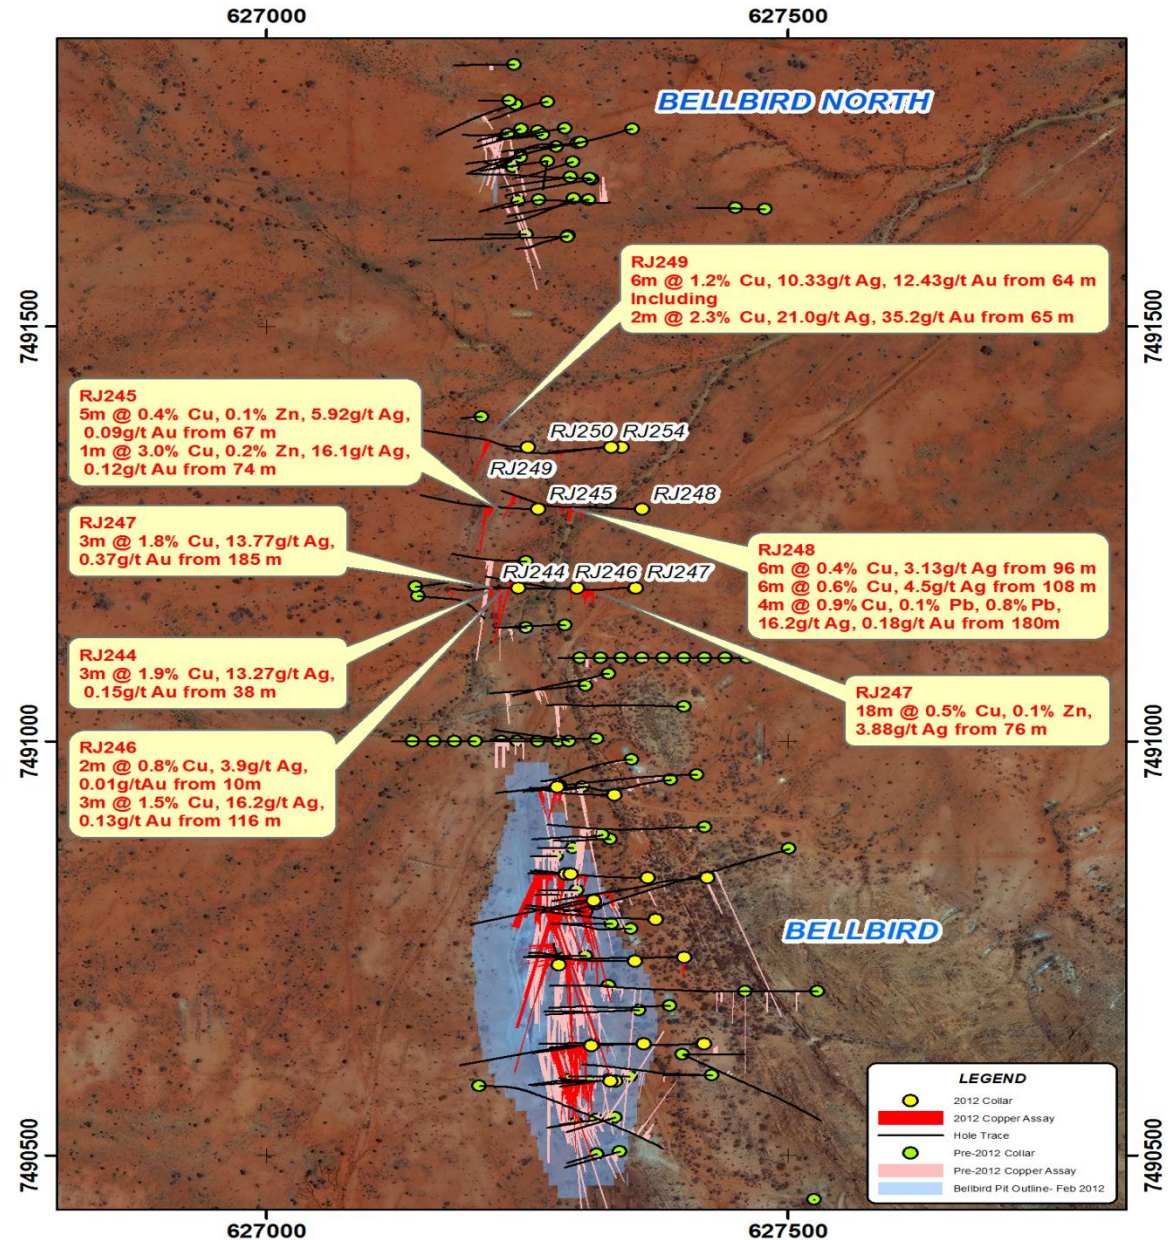 627000
627500
BELLBIRD NORTH
RJ249
6m @ 1.2% Cu, 10.33g/t Ag, 12.43g/t Au from 64 m
Including
2m @ 2.3% Cu, 21.0g/t Ag, 35.2g/t Au from 65 m
7491500
7491500
RJ245
5m @ 0.4% Cu, 0.1% Zn, 5.92g/t Ag,
0.09g/t Au from 67 m
1m @ 3.0% Cu, 0.2% Zn, 16.1g/t Ag,
0.12g/t Au from 74 m
RJ250
RJ254
RJ249
RJ245
RJ248
RJ247
3m @ 1.8% Cu, 13.77g/t Ag,
0.37g/t Au from 185 m
RJ248
6m @ 0.4% Cu, 3.13g/t Ag from 96 m
6m @ 0.6% Cu, 4.5g/t Ag from 108 m
4m @ 0.9% Cu, 0.1% Pb, 0.8% Pb,
16.2g/t Ag, 0.18g/t Au from 180m
RJ244
RJ246
RJ247
RJ244
3m @ 1.9% Cu, 13.27g/t Ag,
0.15g/t Au from 38 m
RJ247
18m @ 0.5% Cu, 0.1% Zn,
3.88g/t Ag from 76 m
7491000
7491000
RJ246
2m @ 0.8% Cu, 3.9g/t Ag,
0.01g/tAu from 10m
3m @ 1.5% Cu, 16.2g/t Ag,
0.13g/t Au from 116 m
BELLBIRD
LEGEND
2012 Collar
2012 Copper Assay
Hole Trace
Pre-2012 Collar
Pre-2012 Copper Assay
Bellbird Pit Outline- Feb 2012
7490500
7490500
627000
627500